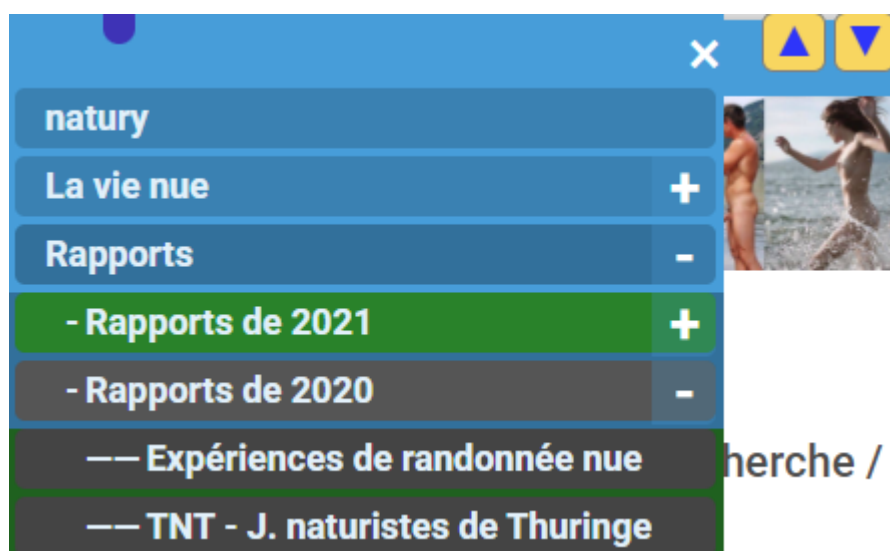 ×
natury
La vie nue +
Rapports -
- Rapports de 2021 +
- Rapports de 2020 -
—— Expériences de randonnée nue
herche /
—— TNT - J. naturistes de Thuringe